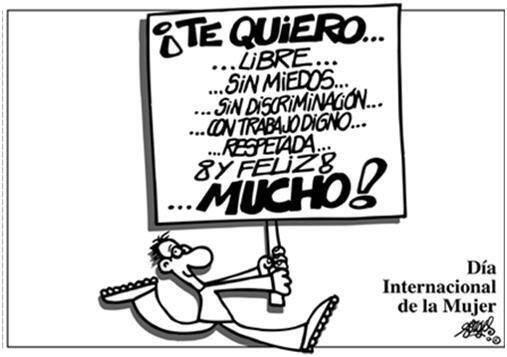 ¡TE QUIERO...
...LIBRE...
...SIN MIEDOS...
...SIN DISCRIMINACIÓN...
...CON TRABAJO DIGNO...
...RESPETADA...
8 Y FELIZ 8
...MUCHO!
Día
Internacional
de la Mujer